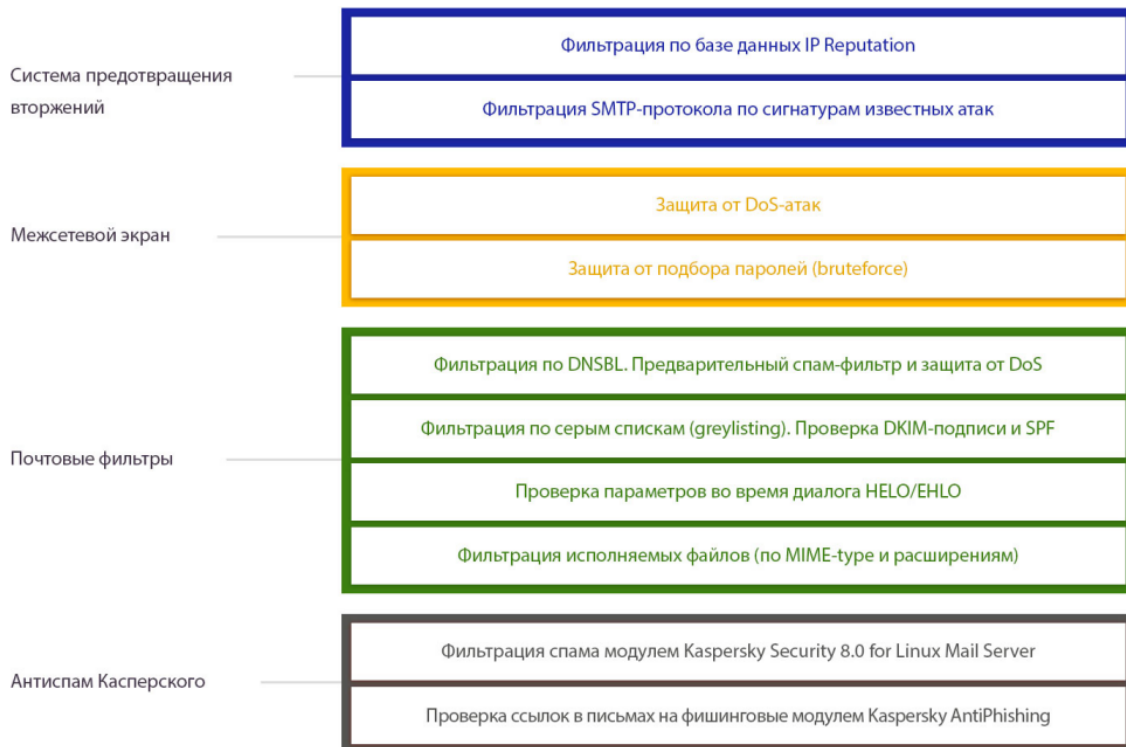 Система предотвращения
вторжений
Фильтрация по базе данных IP Reputation
Фильтрация SMTP-протокола по сигнатурам известных атак
Межсетевой экран
Защита от DoS-атак
Защита от подбора паролей (bruteforce)
Почтовые фильтры
Фильтрация по DNSBL. Предварительный спам-фильтр и защита от DoS
Фильтрация по серым спискам (greylisting). Проверка DKIM-подписи и SPF
Проверка параметров во время диалога HELO/EHLO
Фильтрация исполняемых файлов (по MIME-type и расширениям)
Антиспам Касперского
Фильтрация спама модулем Kaspersky Security 8.0 for Linux Mail Server
Проверка ссылок в письмах на фишинговые модулем Kaspersky AntiPhishing